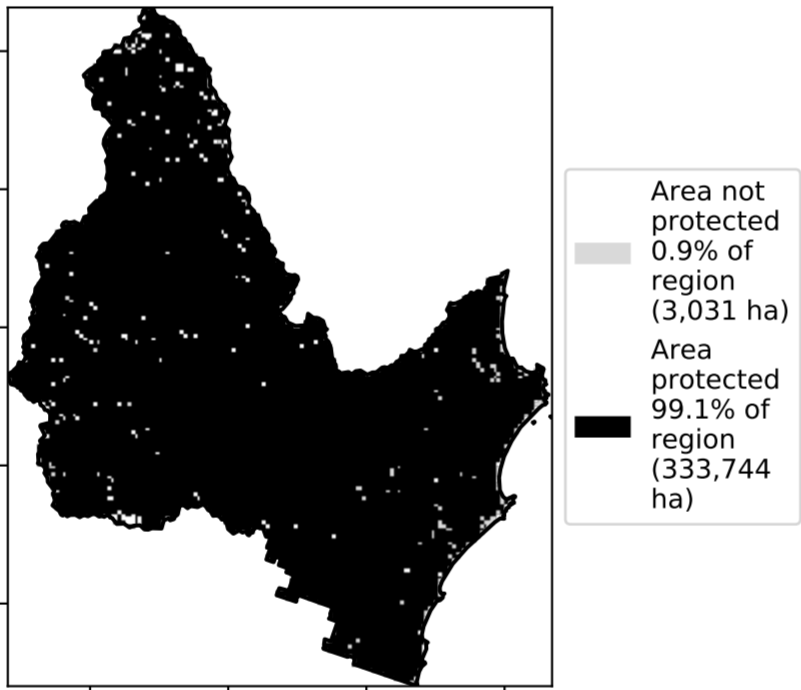 Area not
protected
0.9% of
region
(3,031 ha)
Area
protected
99.1% of
region
(333,744
ha)